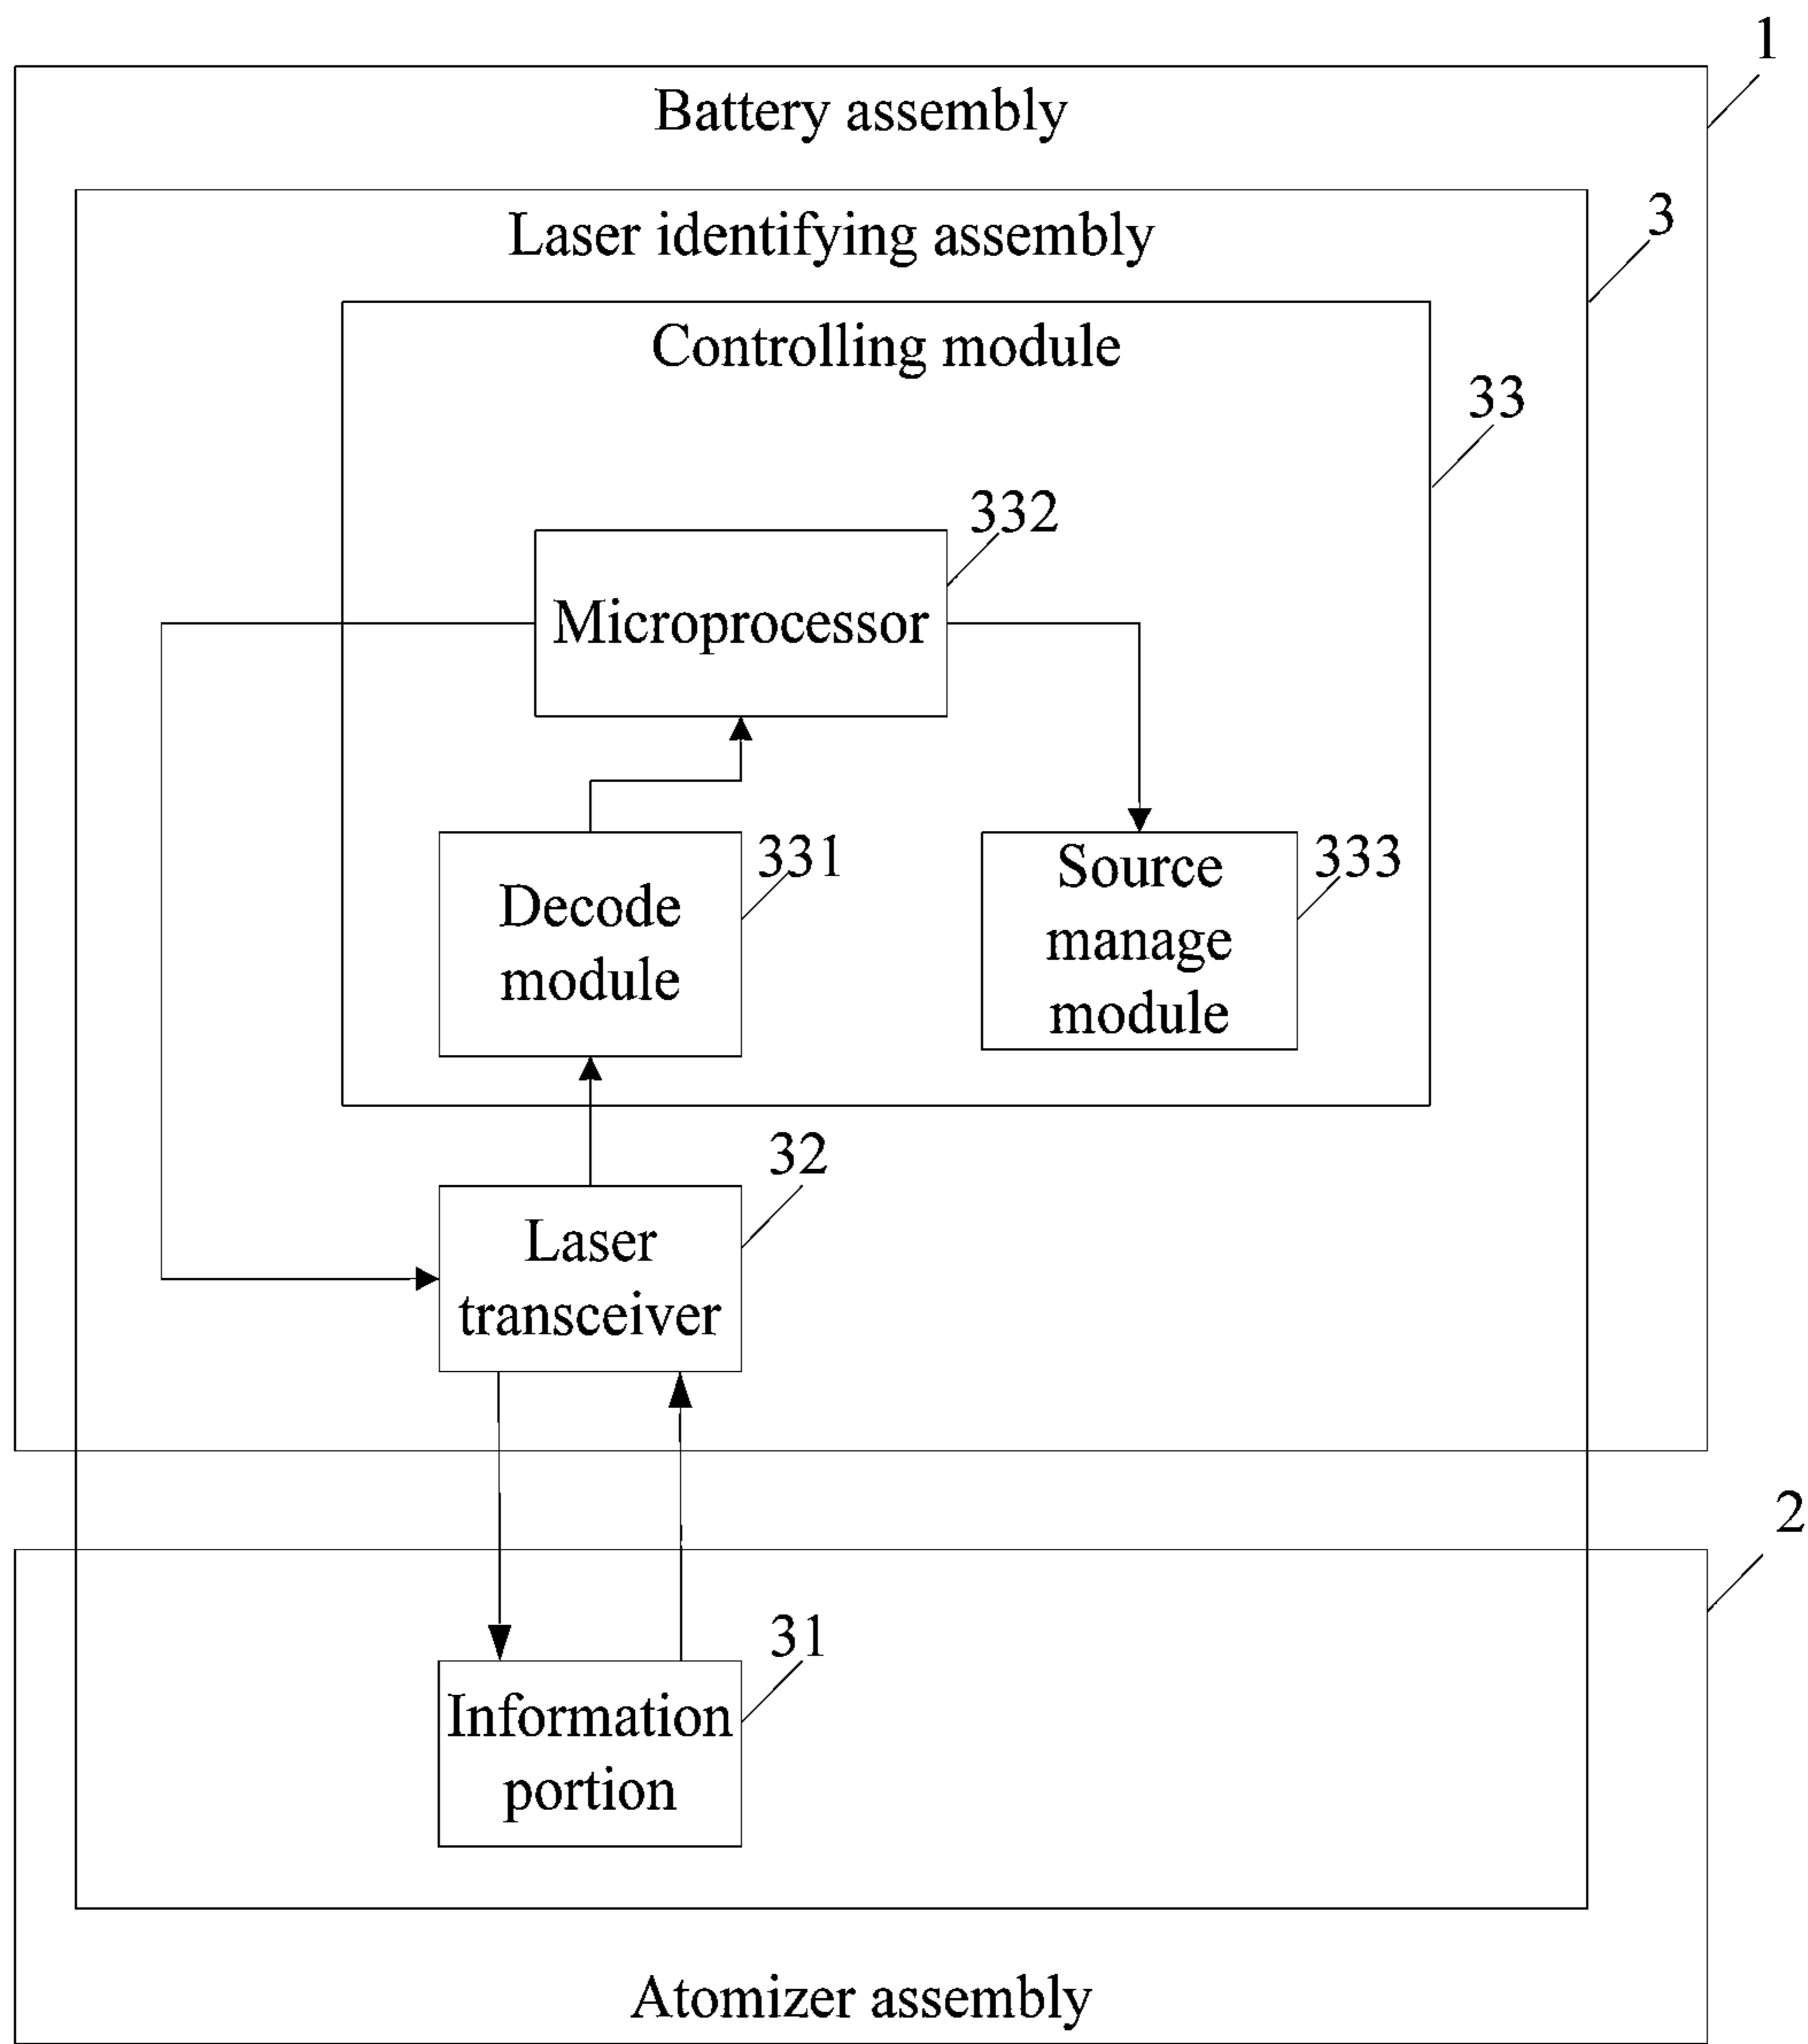 1
Battery assembly
3
Laser identifying assembly
Controlling module
33
332
Microprocessor
331
Decode
module
333
Source
manage
module
32
Laser
transceiver
2
31
Information
portion
Atomizer assembly